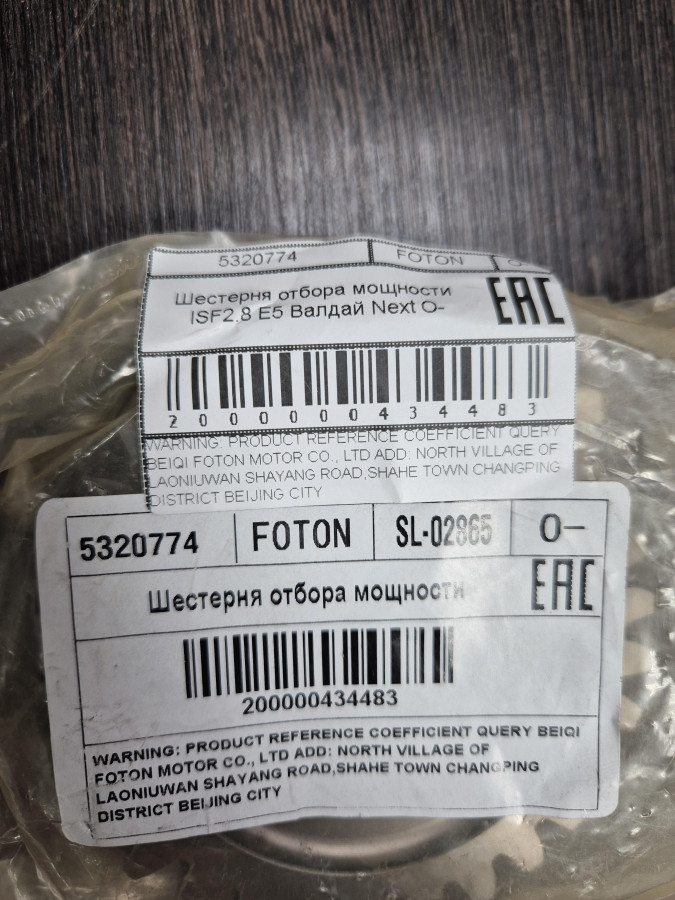 5320774 FOTON O-
Шестерня отбора мощности
ISF2.8 E5 Валдай Next O-
EAC
2000000434483
WARNING: PRODUCT REFERENCE COEFFICIENT QUERY
BEIQI FOTON MOTOR CO., LTD ADD: NORTH VILLAGE OF
LAONIUWAN SHAYANG ROAD,SHAHE TOWN CHANGPING
DISTRICT BEIJING CITY
5320774 FOTON SL-02865 O-
Шестерня отбора мощности
EAC
200000434483
WARNING: PRODUCT REFERENCE COEFFICIENT QUERY BEIQI
FOTON MOTOR CO., LTD ADD: NORTH VILLAGE OF
LAONIUWAN SHAYANG ROAD,SHAHE TOWN CHANGPING
DISTRICT BEIJING CITY